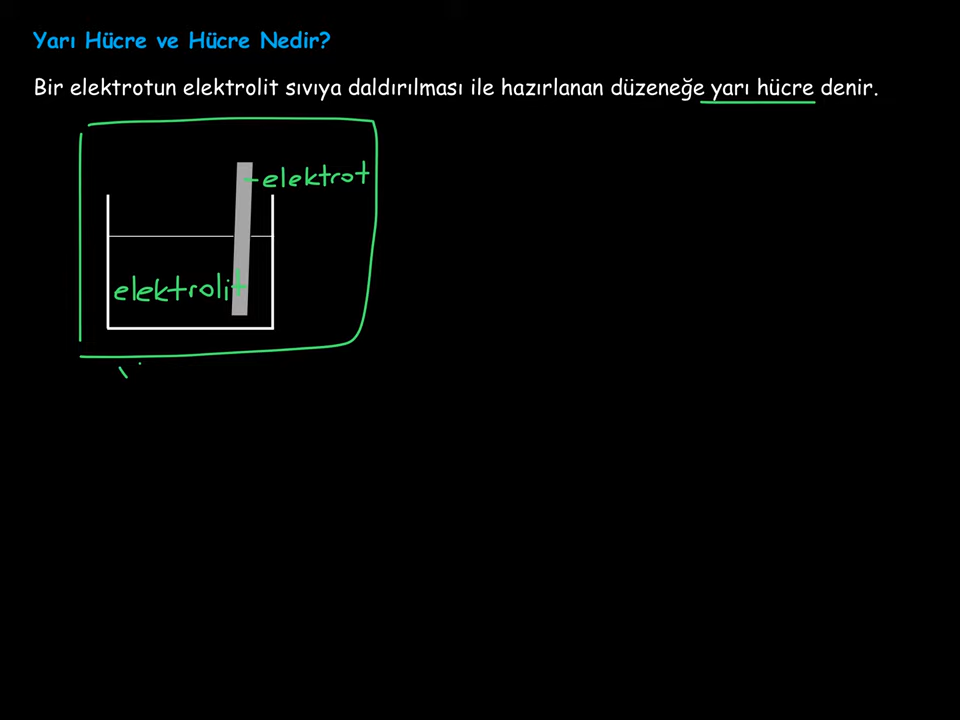 Yarı Hücre ve Hücre Nedir?
Bir elektrotun elektrolit sıvıya daldırılması ile hazırlanan düzeneğe yarı hücre denir.
elektrot
elektrolit